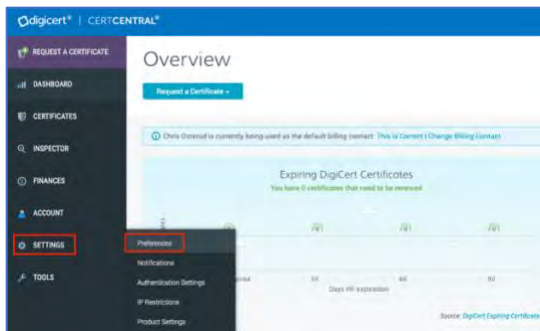 digicert® | CERTCENTRAL®
REQUEST A CERTIFICATE
DASHBOARD
CERTIFICATES
INSPECTOR
FINANCES
ACCOUNT
SETTINGS
TOOLS
Overview
Request a Certificate
is currently being used as the default billing contact. This is Correct | Change Billing Contact
Expiring DigiCert Certificates
You have 0 certificates that need to be renewed
Preferences
Notifications
Authentication Settings
IP Restrictions
Product Settings
60
90
Days till expiration
Source: DigiCert Expiring Certificate